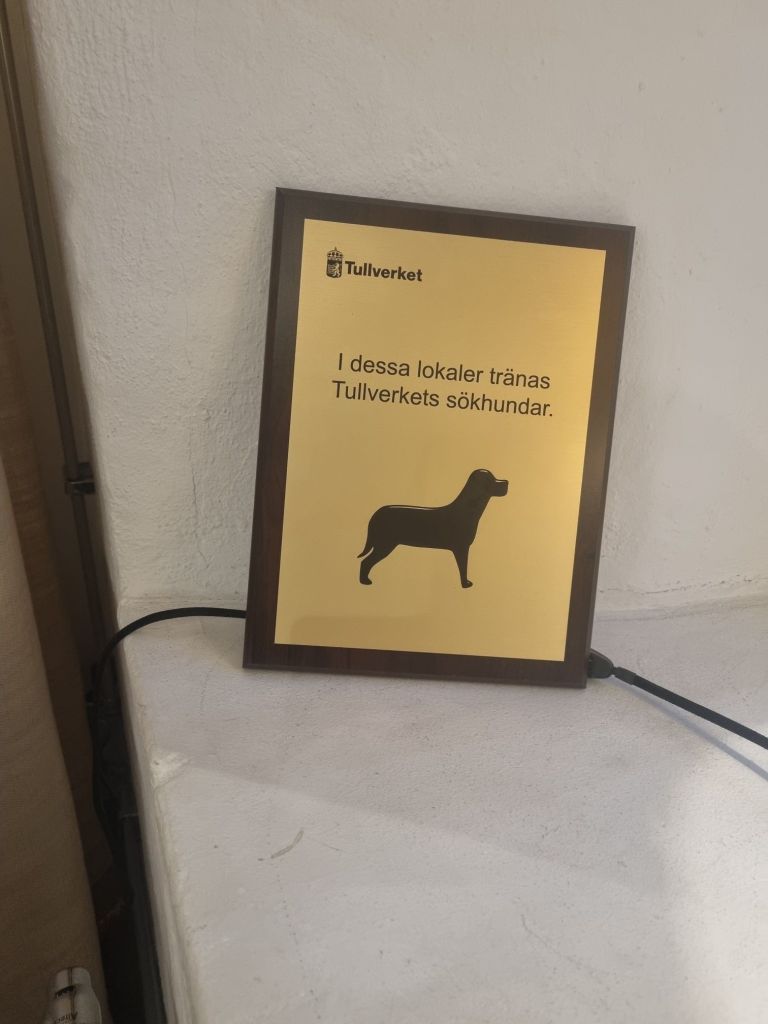 Tullverket
I dessa lokaler tränas
Tullverkets sökhundar.